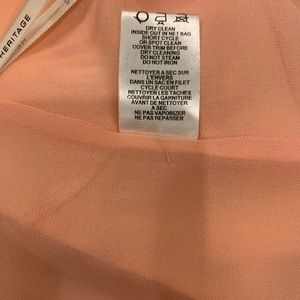 HERITAGE
DRY CLEAN
INSIDE OUT IN NET BAG
SHORT CYCLE
OR SPOT CLEAN
COVER TRIM BEFORE
DRY CLEANING
DO NOT STEAM
DO NOT IRON
NETTOYER A SEC SUR
L'ENVERS
DANS UN SAC EN FILET
CYCLE COURT
NETTOYER LES TACHES
COUVRIR LA GARNITURE
AVANT DE NETTOYER
A SEC
NE PAS VAPORIZER
NE PAS REPASSER